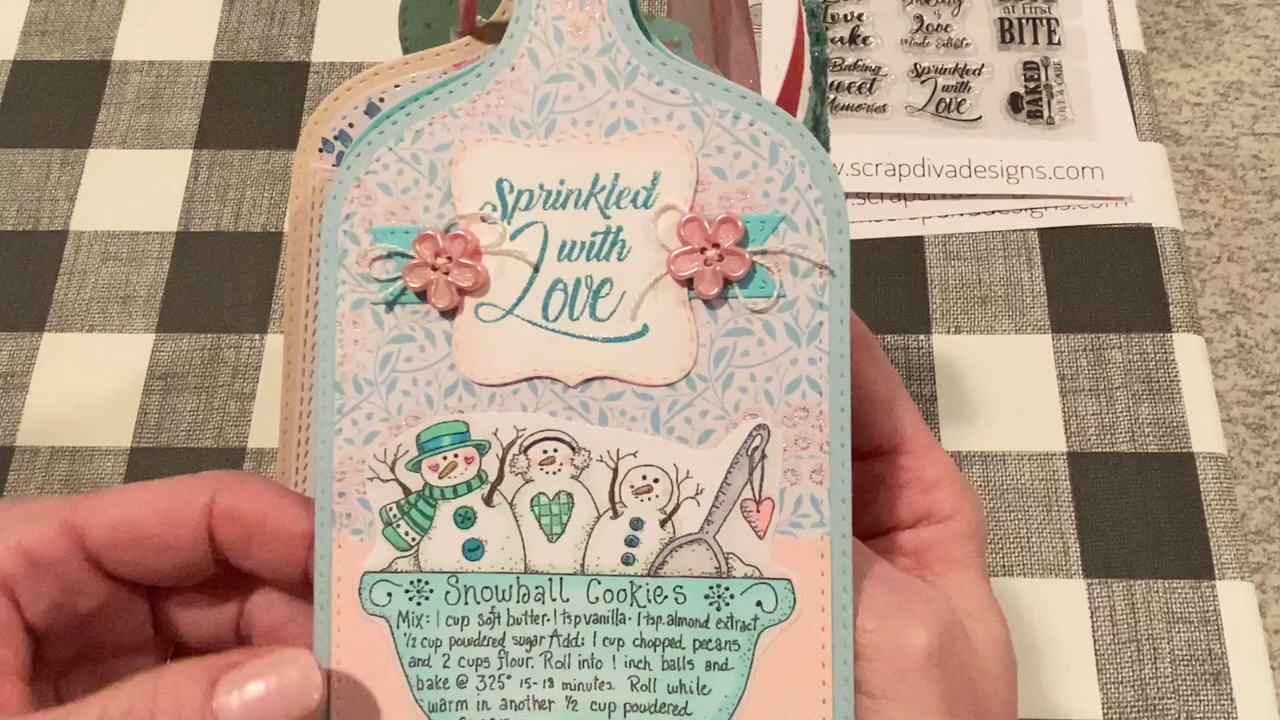 Love
at First
BITE
Love
Made Edible
Baking
Sweet
Memories
Sprinkled
with
Love
BAKED
.scrapdivadesigns.com
Sprinkled
with
Love
Snowball Cookies
Mix: 1 cup soft butter · 1 tsp vanilla · 1 tsp. almond extract
1/2 cup powdered sugar Add: 1 cup chopped pecans
and 2 cups flour. Roll into 1 inch balls and
bake @ 325° 15-18 minutes. Roll while
warm in another 1/2 cup powdered